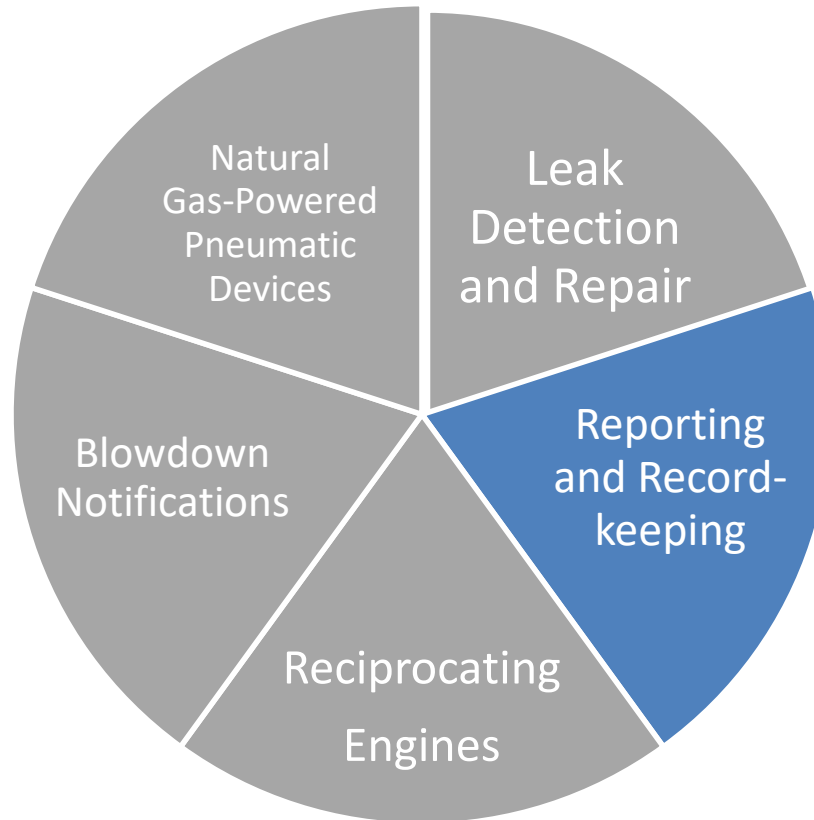 Natural
Gas-Powered
Pneumatic
Devices
Leak
Detection
and Repair
Reporting
and Record-
keeping
Blowdown
Notifications
Reciprocating
Engines